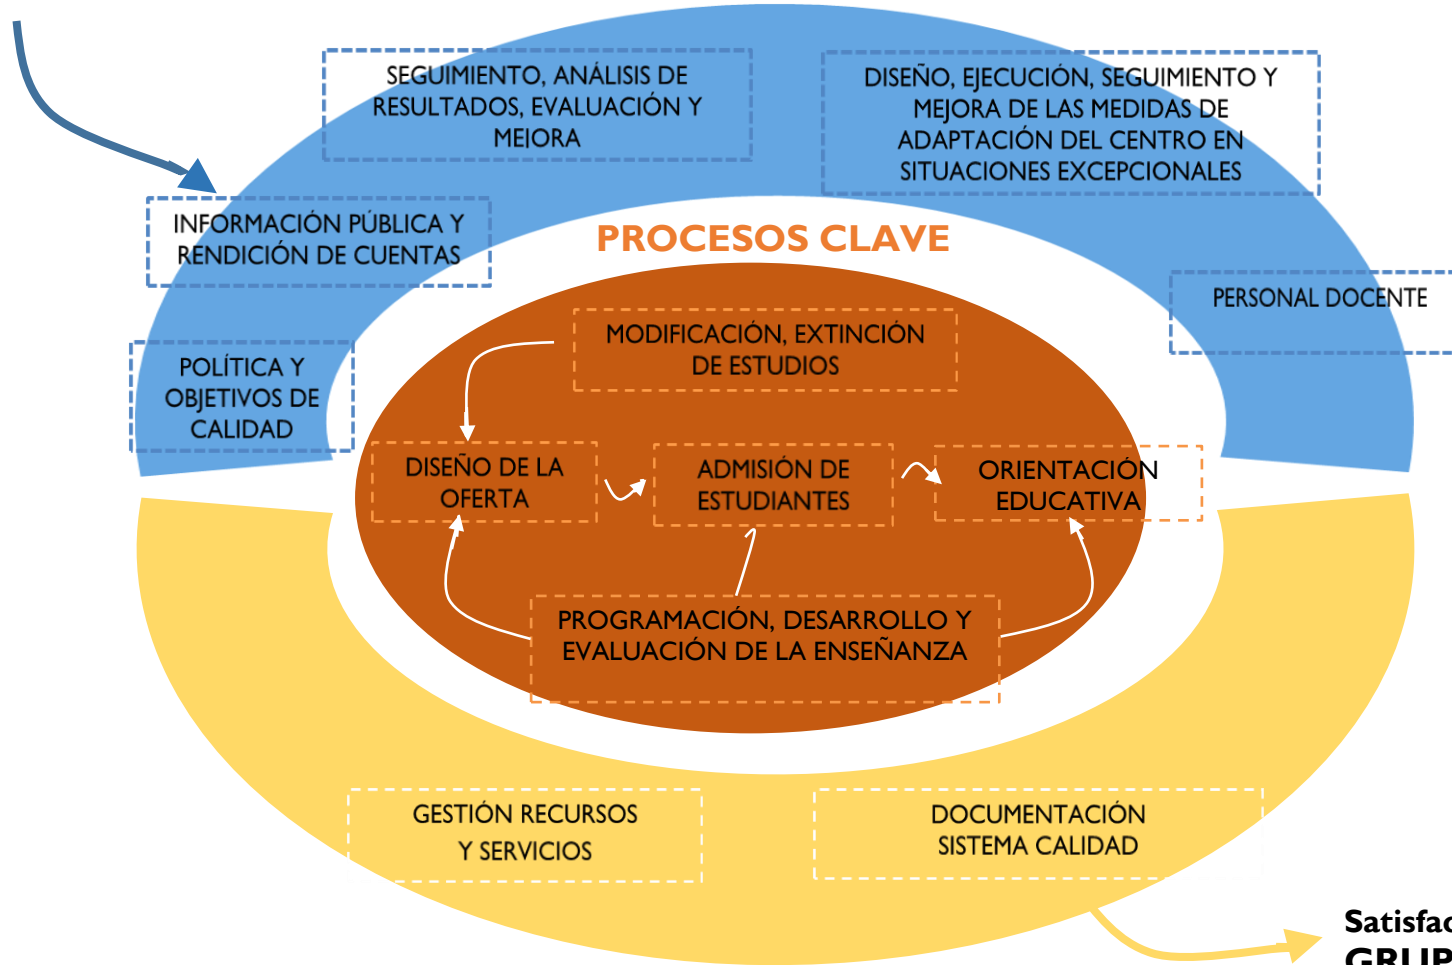 SEGUIMIENTO, ANÁLISIS DE
RESULTADOS, EVALUACIÓN Y
MEJORA
DISEÑO, EJECUCIÓN, SEGUIMIENTO Y
MEJORA DE LAS MEDIDAS DE
ADAPTACIÓN DEL CENTRO EN
SITUACIONES EXCEPCIONALES
INFORMACIÓN PÚBLICA Y
RENDICIÓN DE CUENTAS
PROCESOS CLAVE
PERSONAL DOCENTE
MODIFICACIÓN, EXTINCIÓN
DE ESTUDIOS
POLÍTICA Y
OBJETIVOS DE
CALIDAD
DISEÑO DE LA
OFERTA
ADMISIÓN DE
ESTUDIANTES
ORIENTACIÓN
EDUCATIVA
PROGRAMACIÓN, DESARROLLO Y
EVALUACIÓN DE LA ENSEÑANZA
GESTIÓN RECURSOS
Y SERVICIOS
DOCUMENTACIÓN
SISTEMA CALIDAD